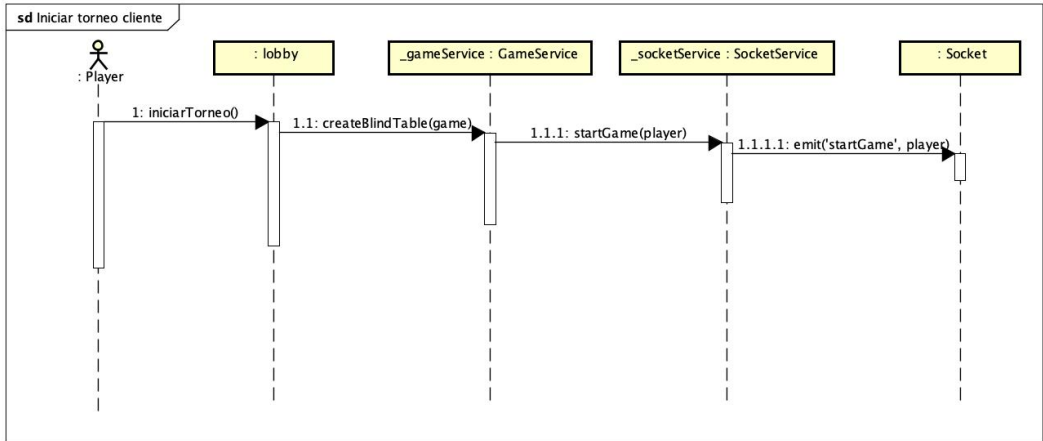 sd Iniciar torneo cliente
: Player
: lobby
_gameService : GameService
_socketService : SocketService
: Socket
1: iniciarTorneo()
1.1: createBlindTable(game)
1.1.1: startGame(player)
1.1.1.1: emit('startGame', player)